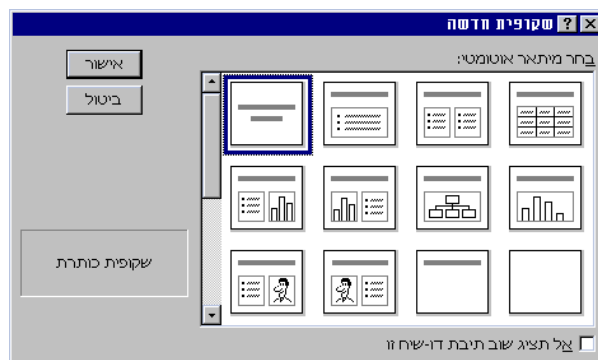 שקופית חדשה
בחר מיתאר אוטומטי:
אישור
ביטול
שקופית כותרת
אל תציג שוב תיבת דו-שיח זו